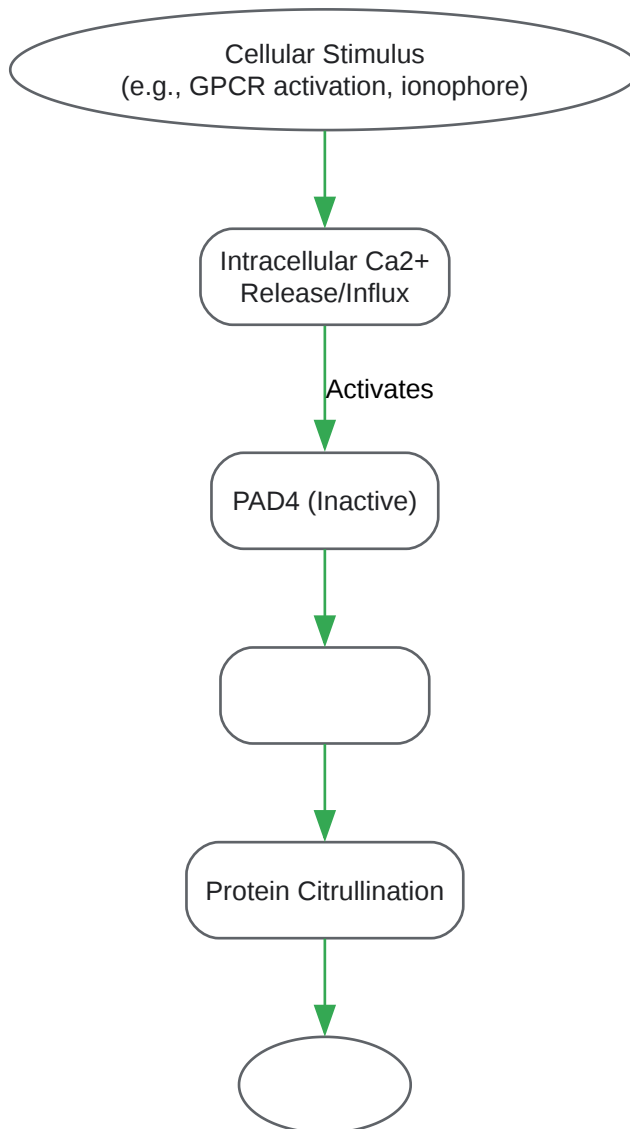 Cellular Stimulus
(e.g., GPCR activation, ionophore)
Intracellular Ca2+
Release/Influx
Activates
PAD4 (Inactive)
Protein Citrullination